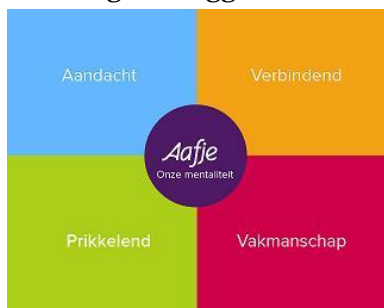 Aandacht
Verbindend
Aafje
Onze mentaliteit
Prikkelend
Vakmanschap